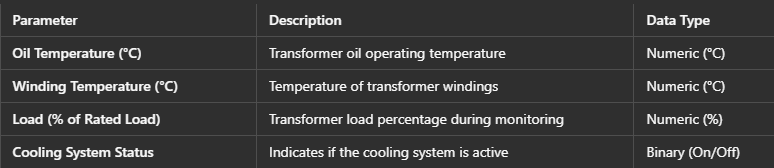 Parameter Description Data Type
Oil Temperature (°C) Transformer oil operating temperature Numeric (°C)
Winding Temperature (°C) Temperature of transformer windings Numeric (°C)
Load (% of Rated Load) Transformer load percentage during monitoring Numeric (%)
Cooling System Status Indicates if the cooling system is active Binary (On/Off)